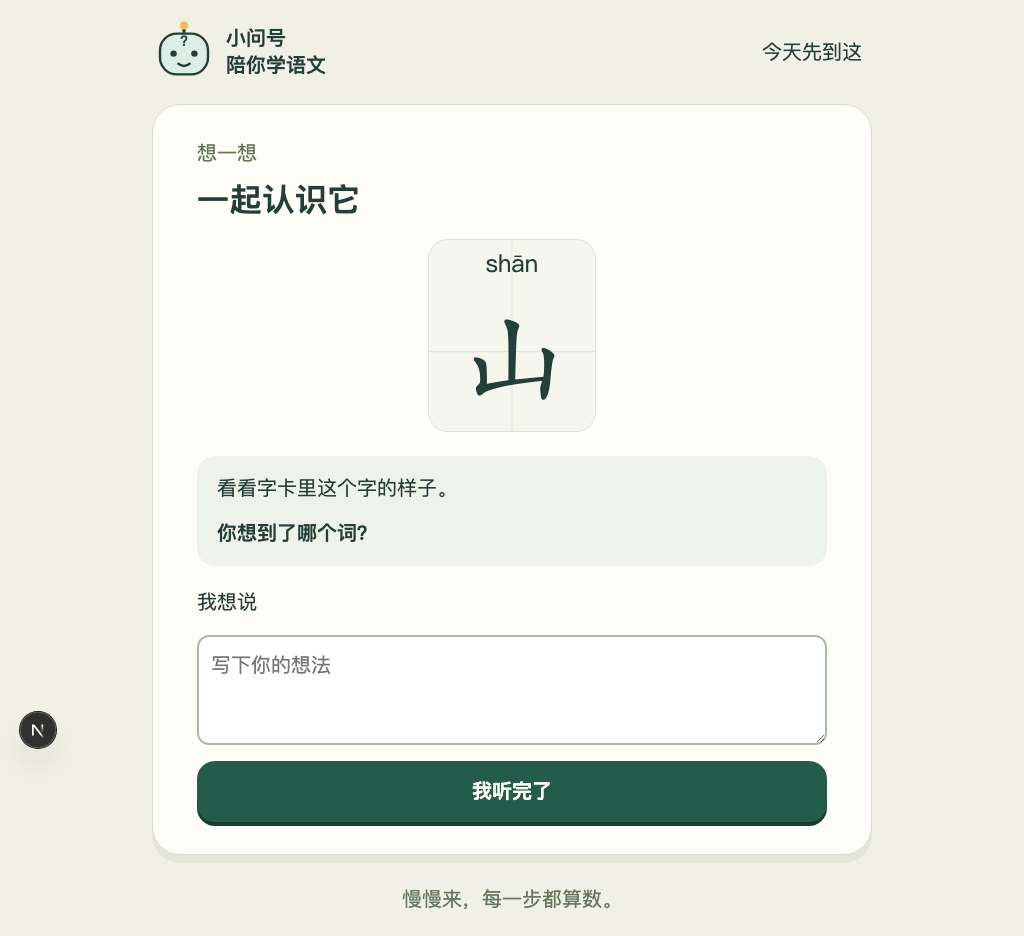 ?
小问号
陪你学语文
今天先到这
想一想
一起认识它
shān
山
看看字卡里这个字的样子。
你想到了哪个词?
我想说
写下你的想法
N
我听完了
慢慢来，每一步都算数。